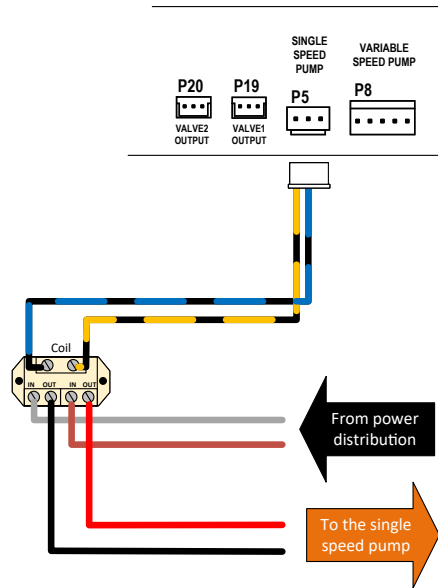 SINGLE
SPEED
PUMP
VARIABLE
SPEED PUMP
P20
P19
P5
P8
VALVE2
OUTPUT
VALVE1
OUTPUT
Coil
IN OUT IN OUT
From power
distribution
To the single
speed pump